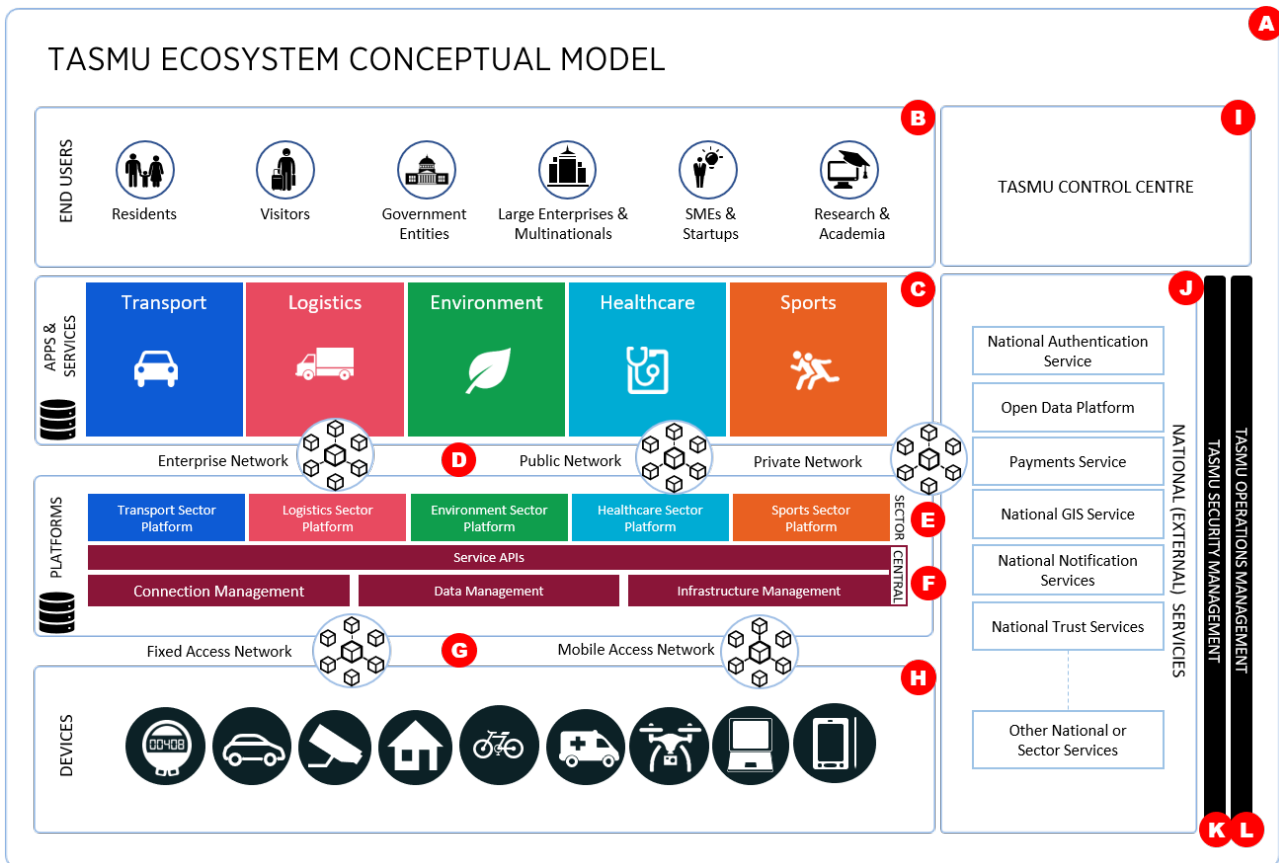 A
TASMU ECOSYSTEM CONCEPTUAL MODEL
B
END USERS
Residents
Visitors
Government
Entities
Large Enterprises &
Multinationals
SMEs &
Startups
Research &
Academia
I
TASMU CONTROL CENTRE
C
APPS &
SERVICES
Transport
Logistics
Environment
Healthcare
Sports
Enterprise Network
D
Public Network
Private Network
PLATFORMS
Transport Sector
Platform
Logistics Sector
Platform
Environment Sector
Platform
Healthcare Sector
Platform
Sports Sector
Platform
SECTOR
E
Service APIs
CENTRAL
F
Connection Management
Data Management
Infrastructure Management
Fixed Access Network
G
Mobile Access Network
H
DEVICES
00408
J
National Authentication
Service
Open Data Platform
Payments Service
National GIS Service
National Notification
Services
National Trust Services
Other National or
Sector Services
NATIONAL (EXTERNAL) SERVICIES
TASMU SECURITY MANAGEMENT
TASMU OPERATIONS MANAGEMENT
K
L